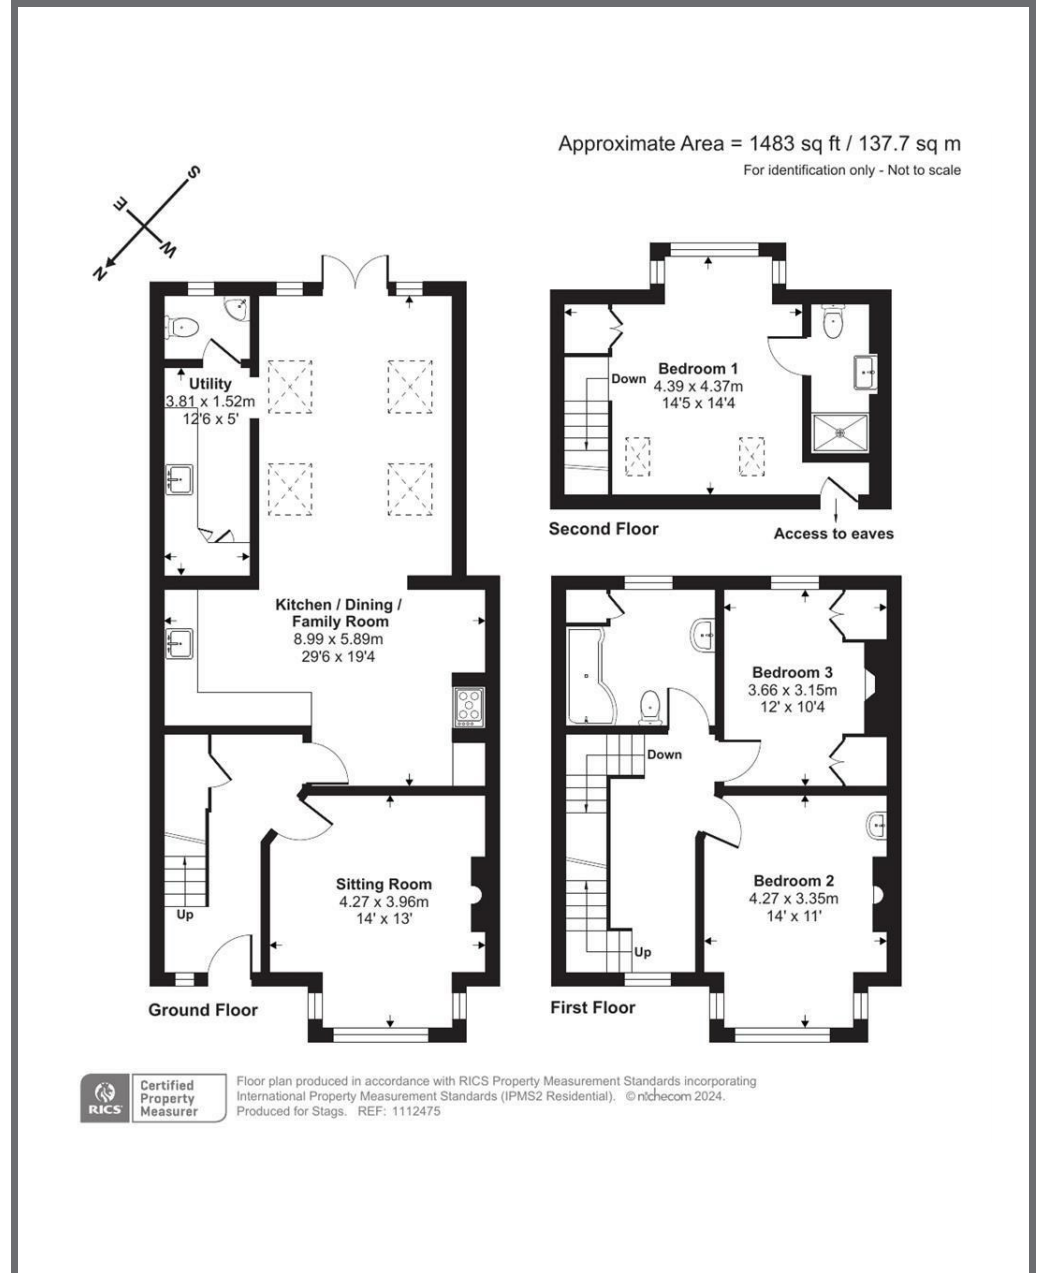 Approximate Area = 1483 sq ft / 137.7 sq m
For identification only - Not to scale
S
E
W
N
Utility
3.81 x 1.52m
12'6 x 5'
Kitchen / Dining /
Family Room
8.99 x 5.89m
29'6 x 19'4
Sitting Room
4.27 x 3.96m
14' x 13'
Up
Ground Floor
Bedroom 1
4.39 x 4.37m
14'5 x 14'4
Down
Second Floor
Access to eaves
Bedroom 3
3.66 x 3.15m
12' x 10'4
Down
Bedroom 2
4.27 x 3.35m
14' x 11'
Up
First Floor
RICS
Certified
Property
Measurer
Floor plan produced in accordance with RICS Property Measurement Standards incorporating
International Property Measurement Standards (IPMS2 Residential). © nichecom 2024.
Produced for Stags. REF: 1112475